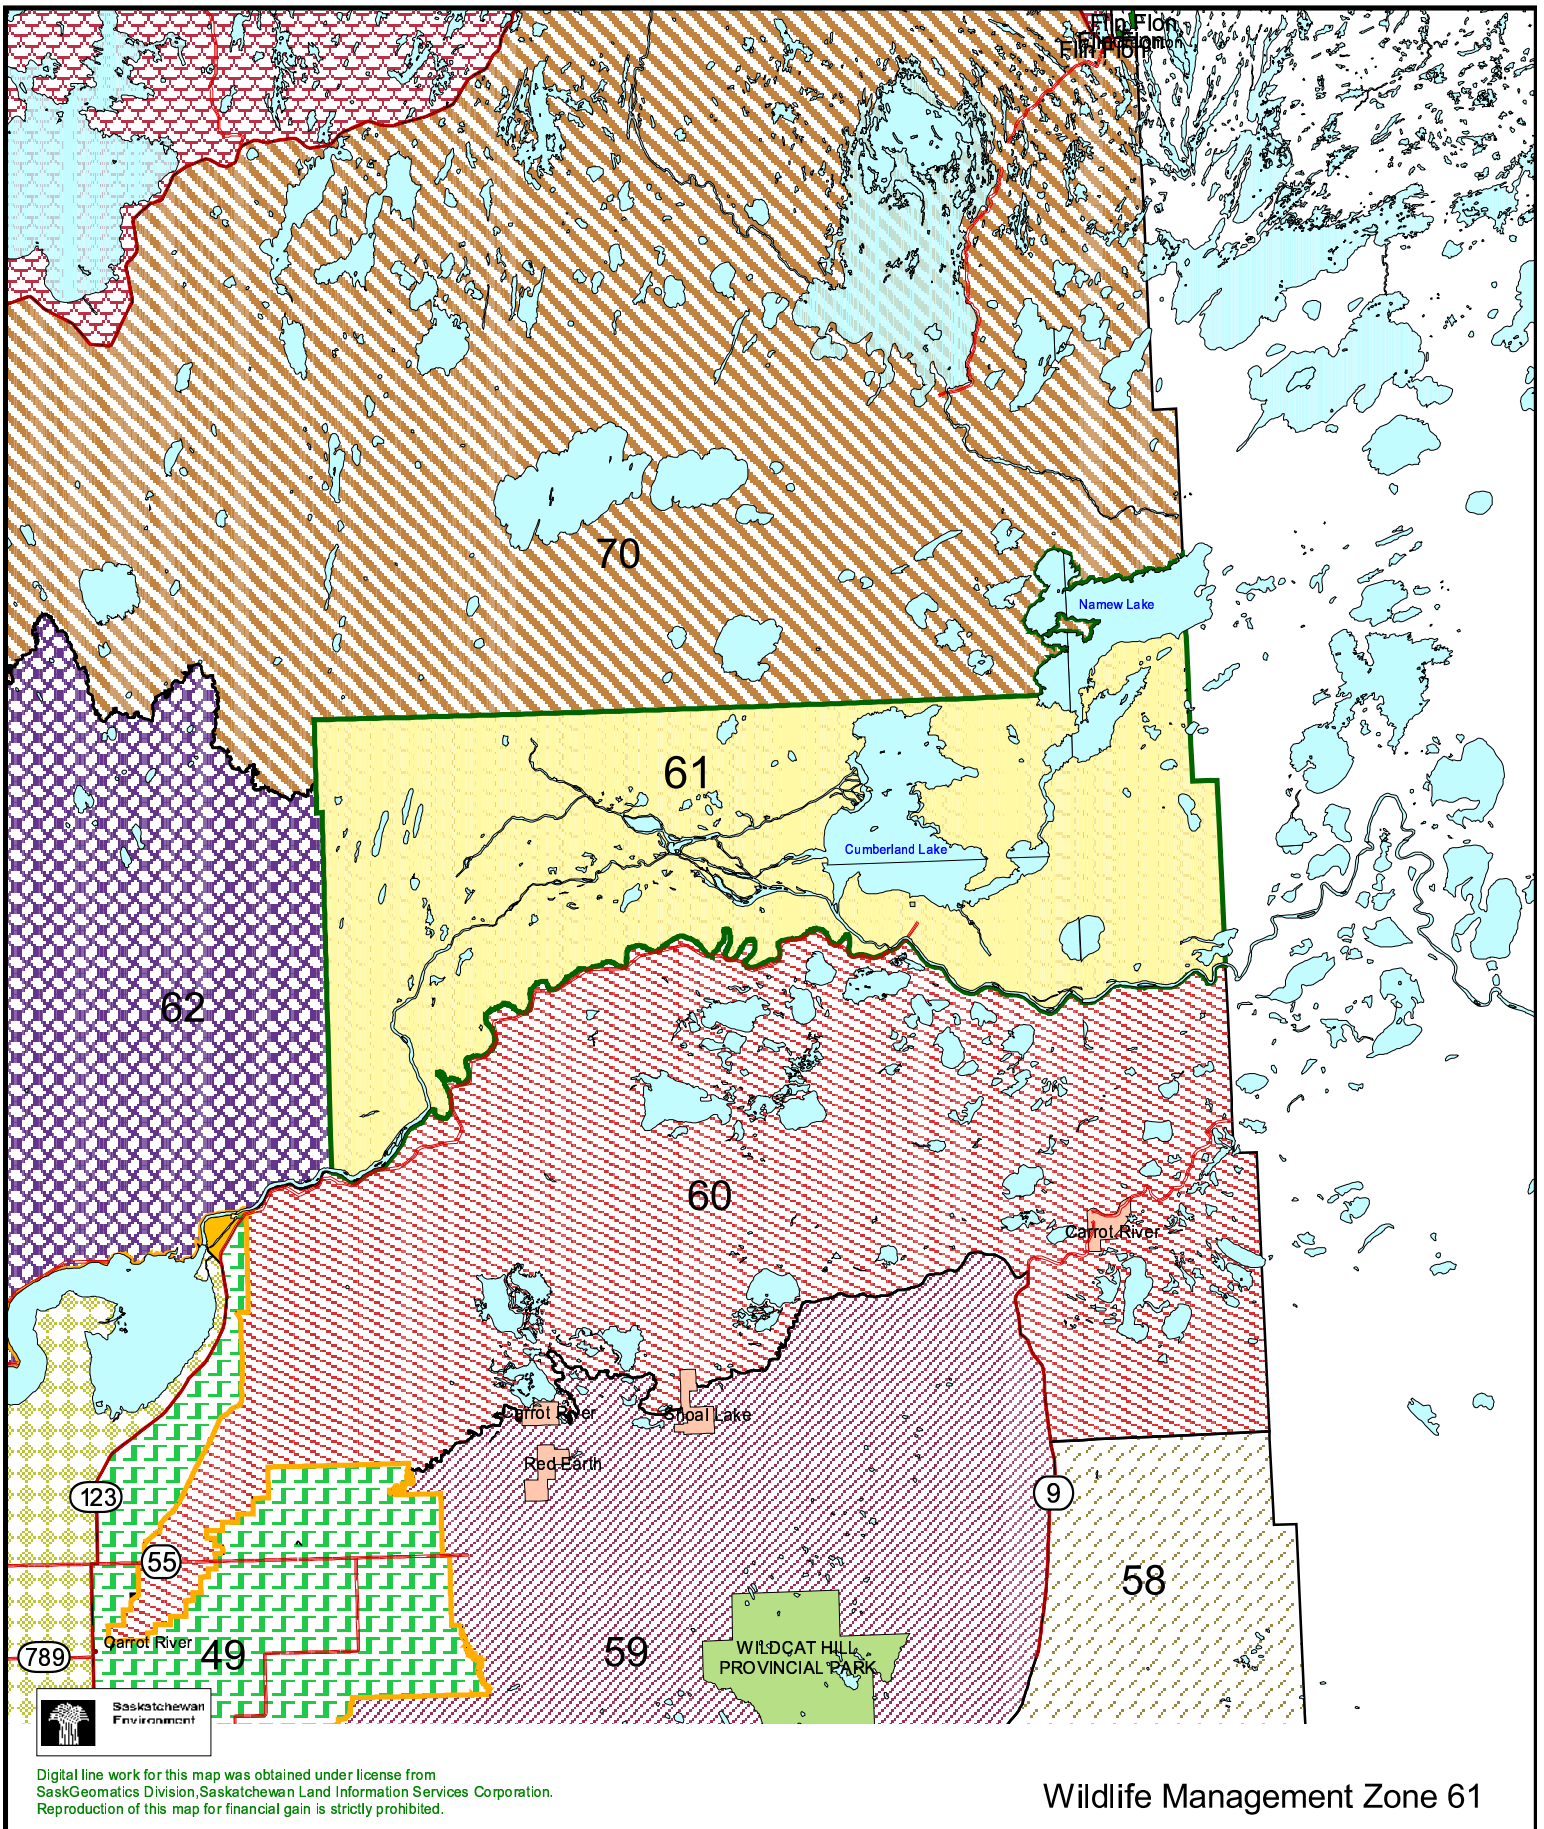 Flin Flon
Flin Flon
70
Namew Lake
61
Cumberland Lake
62
60
Carrot River
Carrot River
Shoal Lake
Red Earth
123
9
55
58
Carrot River
49
59
WILDCAT HILL
PROVINCIAL PARK
789
Saskatchewan
Environment
Digital line work for this map was obtained under license from
SaskGeomatics Division,Saskatchewan Land Information Services Corporation.
Reproduction of this map for financial gain is strictly prohibited.
Wildlife Management Zone 61